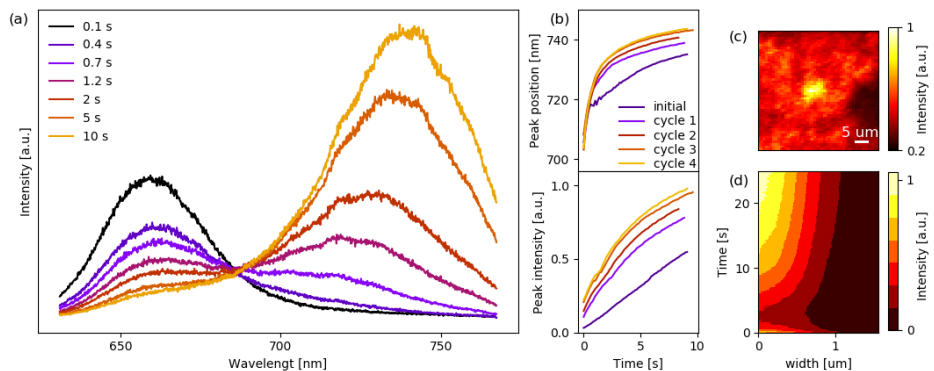 (a)
0.1 s
0.4 s
0.7 s
1.2 s
2 s
5 s
10 s
Intensity [a.u.]
650
700
750
Wavelengt [nm]
(b)
Peak position [nm]
740
720
700
initial
cycle 1
cycle 2
cycle 3
cycle 4
Peak intensity [a.u.]
1.0
0.5
0.0
0
5
10
Time [s]
(c)
5 um
1
0.2
Intensity [a.u.]
(d)
Time [s]
20
10
0
0
1
width [um]
1
0
Intensity [a.u.]